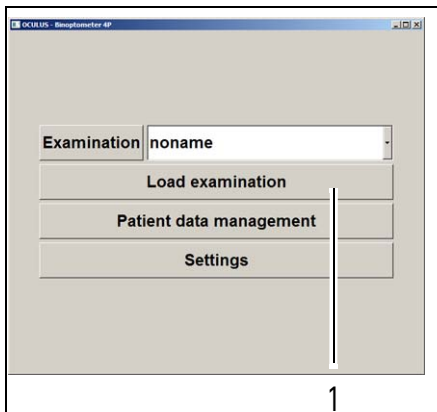 OCULUS - Binoptometer 4P
Examination noname
Load examination
Patient data management
Settings
1